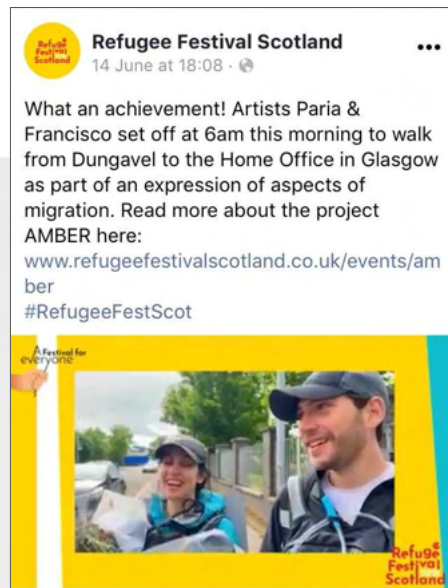 Refugee
Festival
Scotland
Refugee Festival Scotland
14 June at 18:08 ·
What an achievement! Artists Paria &
Francisco set off at 6am this morning to walk
from Dungavel to the Home Office in Glasgow
as part of an expression of aspects of
migration. Read more about the project
AMBER here:
www.refugeefestivalscotland.co.uk/events/am
ber
#RefugeeFestScot
A Festival for
everyone
Refugee
Festival
Scotland